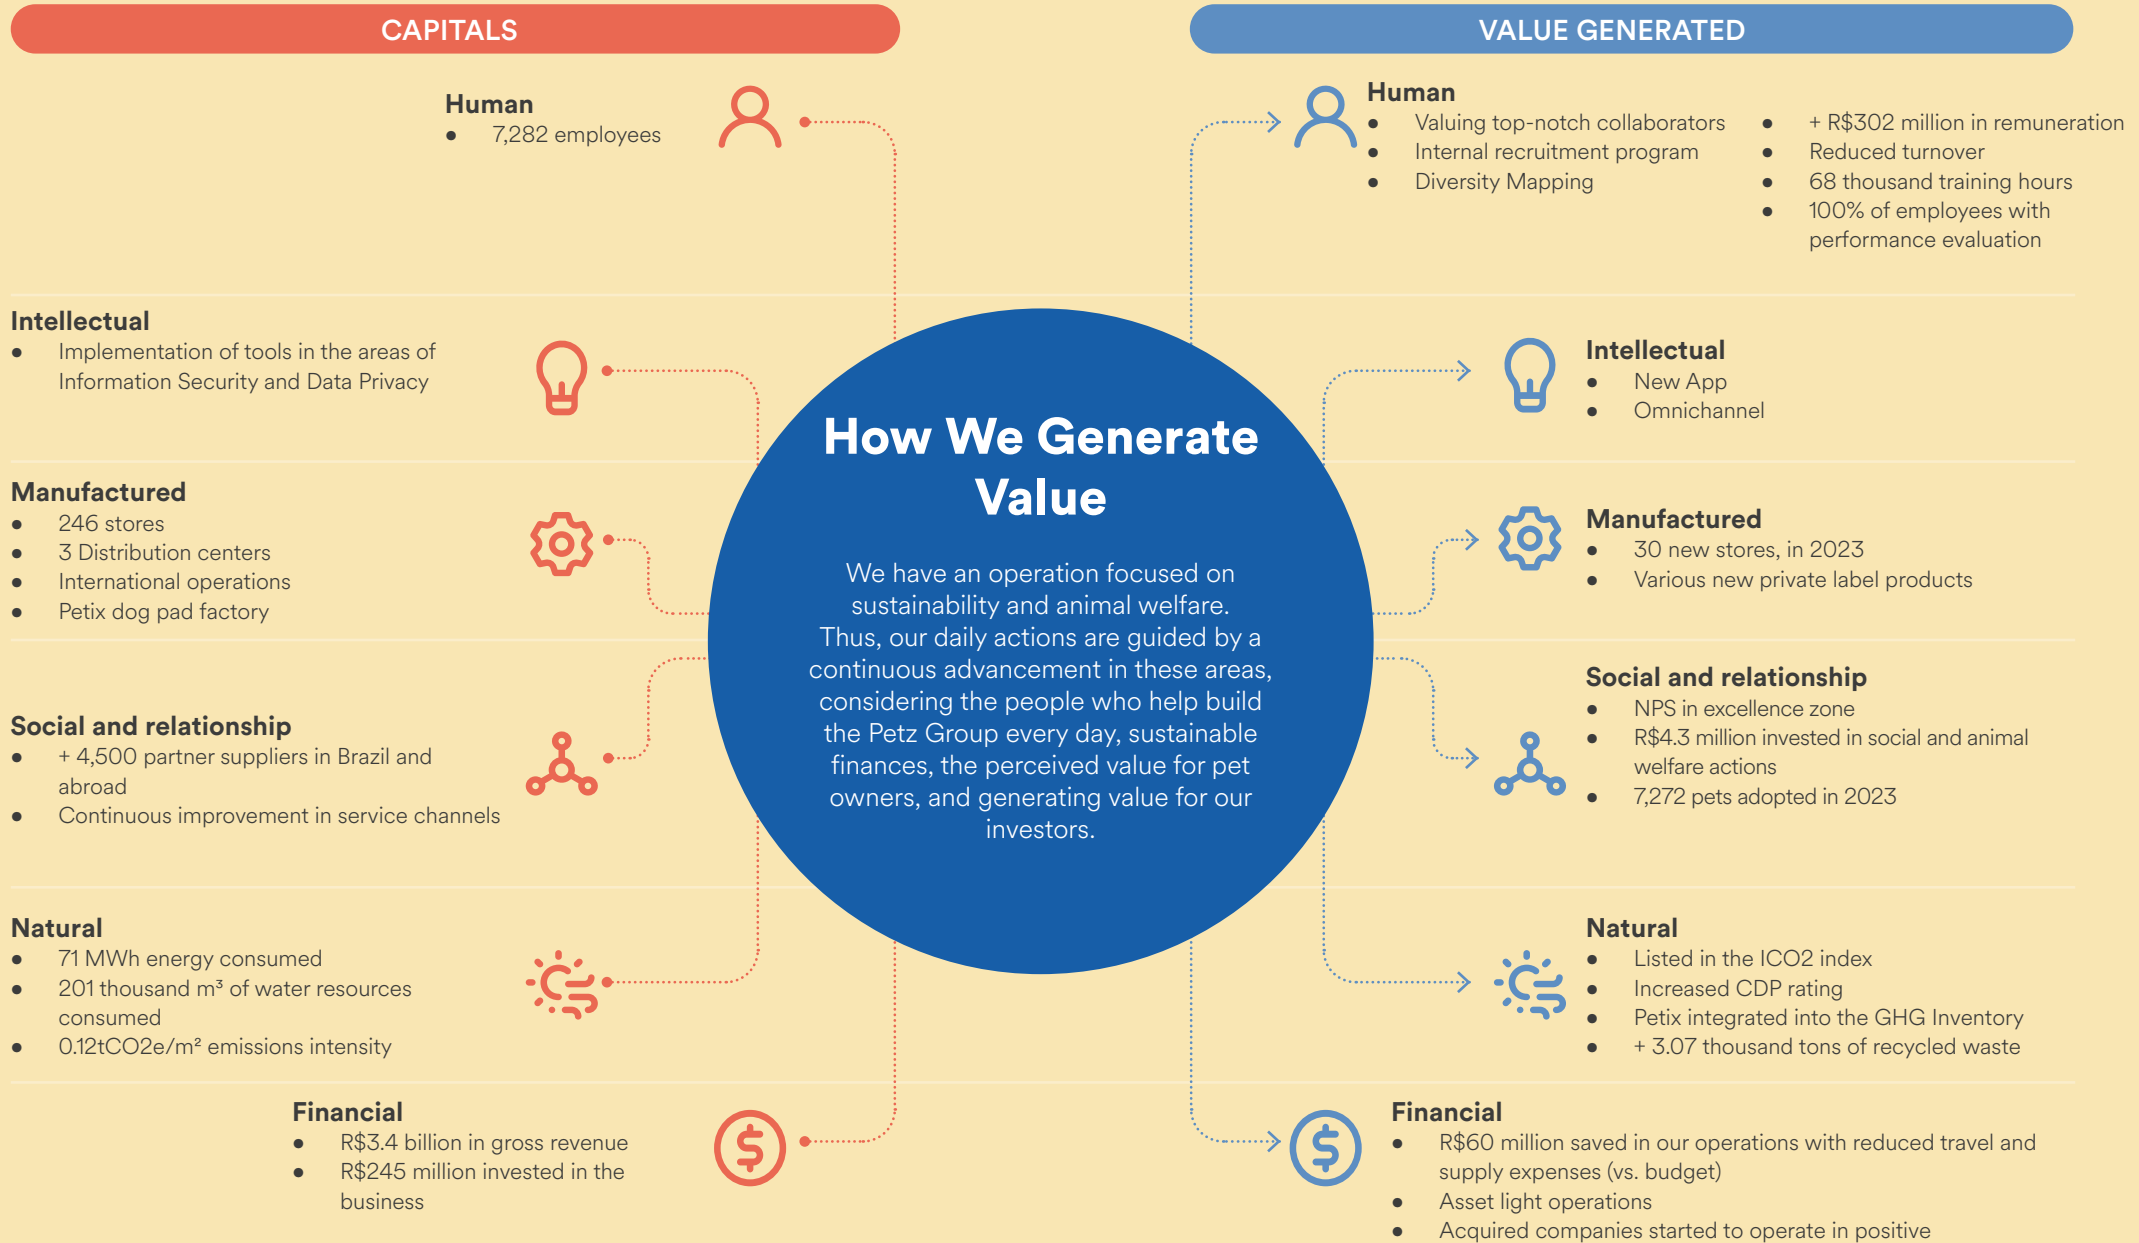 CAPITALS
Human
● 7,282 employees
Intellectual
● Implementation of tools in the areas of
Information Security and Data Privacy
Manufactured
● 246 stores
● 3 Distribution centers
● International operations
● Petix dog pad factory
Social and relationship
● + 4,500 partner suppliers in Brazil and
abroad
● Continuous improvement in service channels
Natural
● 71 MWh energy consumed
● 201 thousand m³ of water resources
consumed
● 0.12tCO2e/m² emissions intensity
Financial
● R$3.4 billion in gross revenue
● R$245 million invested in the
business
How We Generate
Value
We have an operation focused on
sustainability and animal welfare.
Thus, our daily actions are guided by a
continuous advancement in these areas,
considering the people who help build
the Petz Group every day, sustainable
finances, the perceived value for pet
owners, and generating value for our
investors.
VALUE GENERATED
Human
● Valuing top-notch collaborators
● Internal recruitment program
● Diversity Mapping
● + R$302 million in remuneration
● Reduced turnover
● 68 thousand training hours
● 100% of employees with
performance evaluation
Intellectual
● New App
● Omnichannel
Manufactured
● 30 new stores, in 2023
● Various new private label products
Social and relationship
● NPS in excellence zone
● R$4.3 million invested in social and animal
welfare actions
● 7,272 pets adopted in 2023
Natural
● Listed in the ICO2 index
● Increased CDP rating
● Petix integrated into the GHG Inventory
● + 3.07 thousand tons of recycled waste
Financial
● R$60 million saved in our operations with reduced travel and
supply expenses (vs. budget)
● Asset light operations
● Acquired companies started to operate in positive